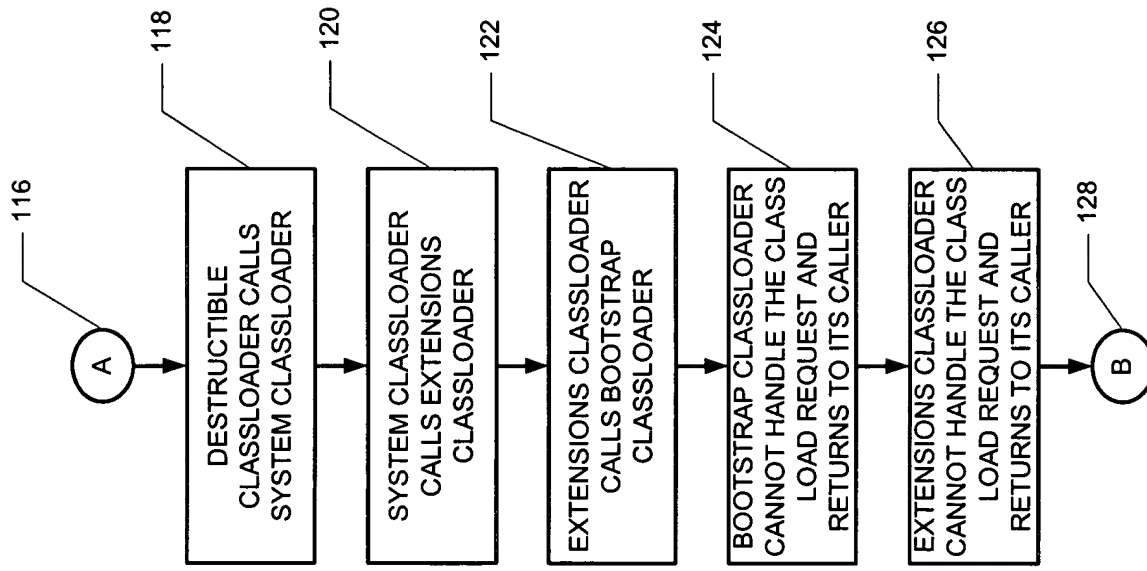 116
A
118
DESTRUCTIBLE
CLASSLOADER CALLS
SYSTEM CLASSLOADER
120
SYSTEM CLASSLOADER
CALLS EXTENSIONS
CLASSLOADER
122
EXTENSIONS CLASSLOADER
CALLS BOOTSTRAP
CLASSLOADER
124
BOOTSTRAP CLASSLOADER
CANNOT HANDLE THE CLASS
LOAD REQUEST AND
RETURNS TO ITS CALLER
126
EXTENSIONS CLASSLOADER
CANNOT HANDLE THE CLASS
LOAD REQUEST AND
RETURNS TO ITS CALLER
128
B